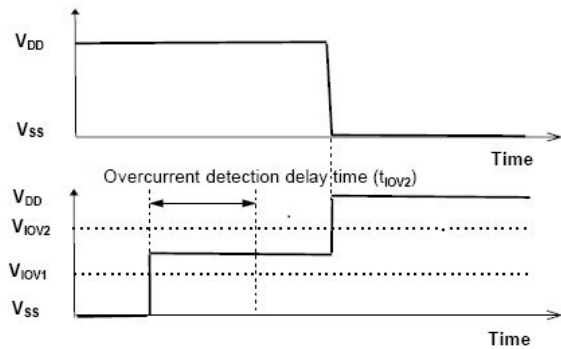 VDD
VSS
Time
Overcurrent detection delay time (tIOV2)
VDD
VIOV2
VIOV1
VSS
Time